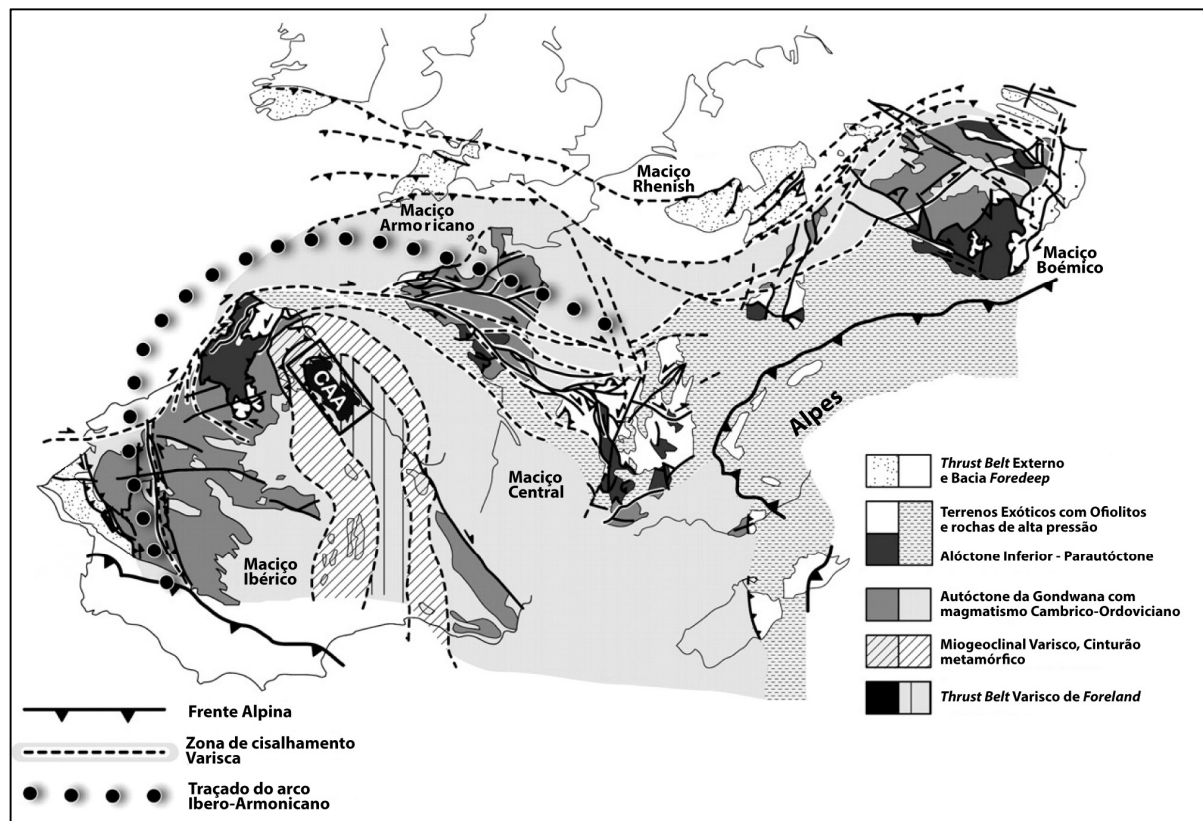 Maciço
Rhenish
Maciço
Armoricano
Maciço
Boémico
CAA
Alpes
Maciço
Central
Maciço
Ibérico
Thrust Belt Externo
e Bacia Foredeep
Terrenos Exóticos com Ofiolitos
e rochas de alta pressão
Alóctone Inferior - Parautóctone
Autóctone da Gondwana com
magmatismo Cambrico-Ordoviciano
Miogeoclinal Varisco, Cinturão
metamórfico
Thrust Belt Varisco de Foreland
Frente Alpina
Zona de cisalhamento
Varisca
Traçado do arco
Ibero-Armonicano